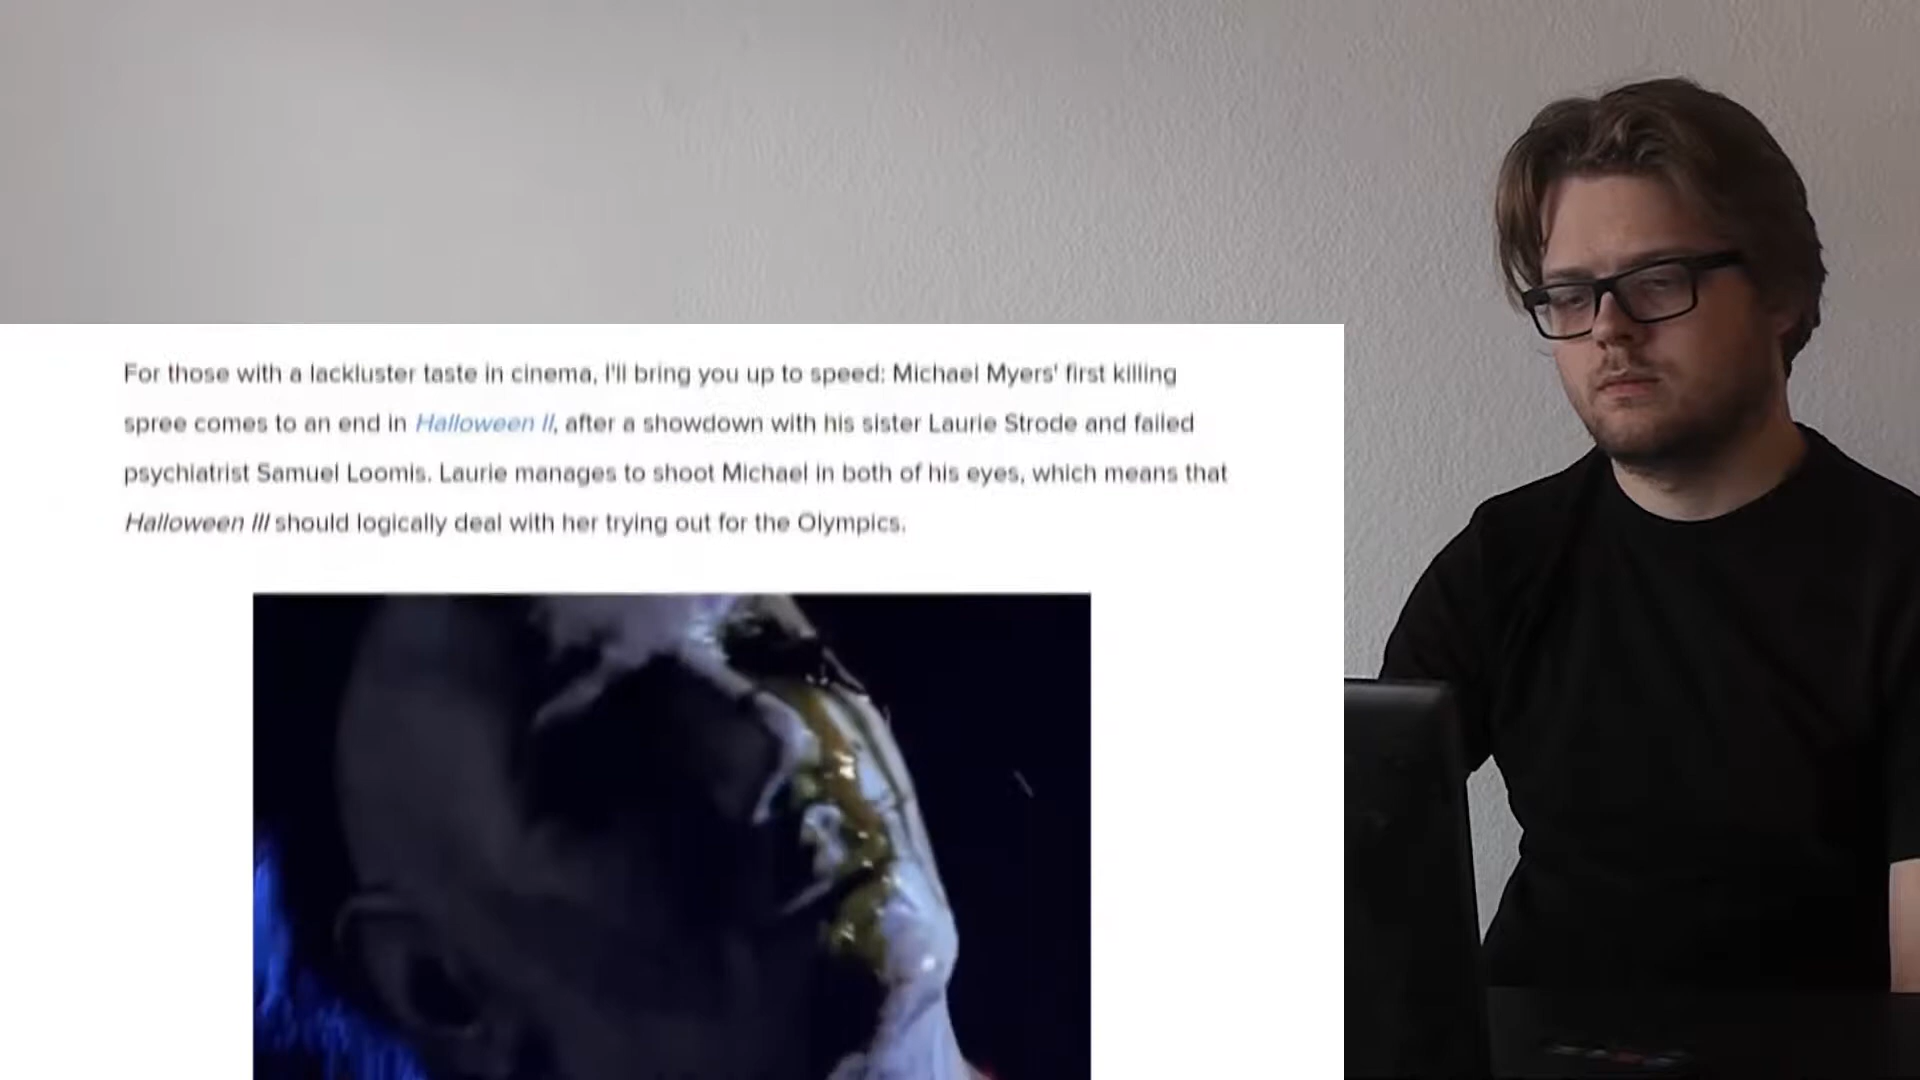 For those with a lackluster taste in cinema, I'll bring you up to speed: Michael Myers' first killing
spree comes to an end in Halloween II, after a showdown with his sister Laurie Strode and failed
psychiatrist Samuel Loomis. Laurie manages to shoot Michael in both of his eyes, which means that
Halloween III should logically deal with her trying out for the Olympics.